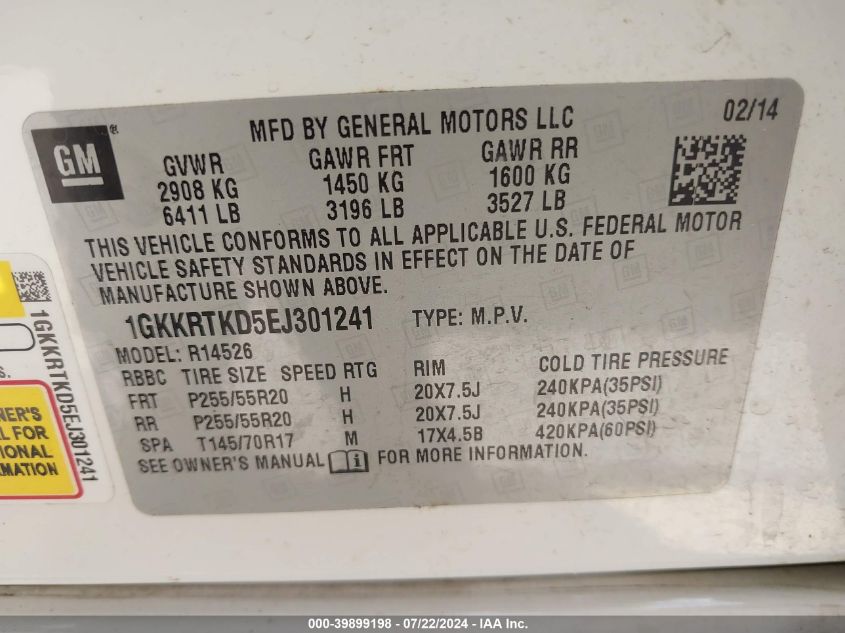 GM
®
MFD BY GENERAL MOTORS LLC
02/14
GVWR GAWR FRT GAWR RR
2908 KG 1450 KG 1600 KG
6411 LB 3196 LB 3527 LB
THIS VEHICLE CONFORMS TO ALL APPLICABLE U.S. FEDERAL MOTOR
VEHICLE SAFETY STANDARDS IN EFFECT ON THE DATE OF
MANUFACTURE SHOWN ABOVE.
1GKKRTKD5EJ301241 TYPE: M.P.V.
MODEL: R14526
RBBC TIRE SIZE SPEED RTG RIM COLD TIRE PRESSURE
FRT P255/55R20 H 20X7.5J 240KPA(35PSI)
RR P255/55R20 H 20X7.5J 240KPA(35PSI)
SPA T145/70R17 M 17X4.5B 420KPA(60PSI)
SEE OWNER'S MANUAL FOR MORE INFORMATION.
1GKKRTKD5EJ301241
FOR
000-39899198 - 07/22/2024 - IAA Inc.